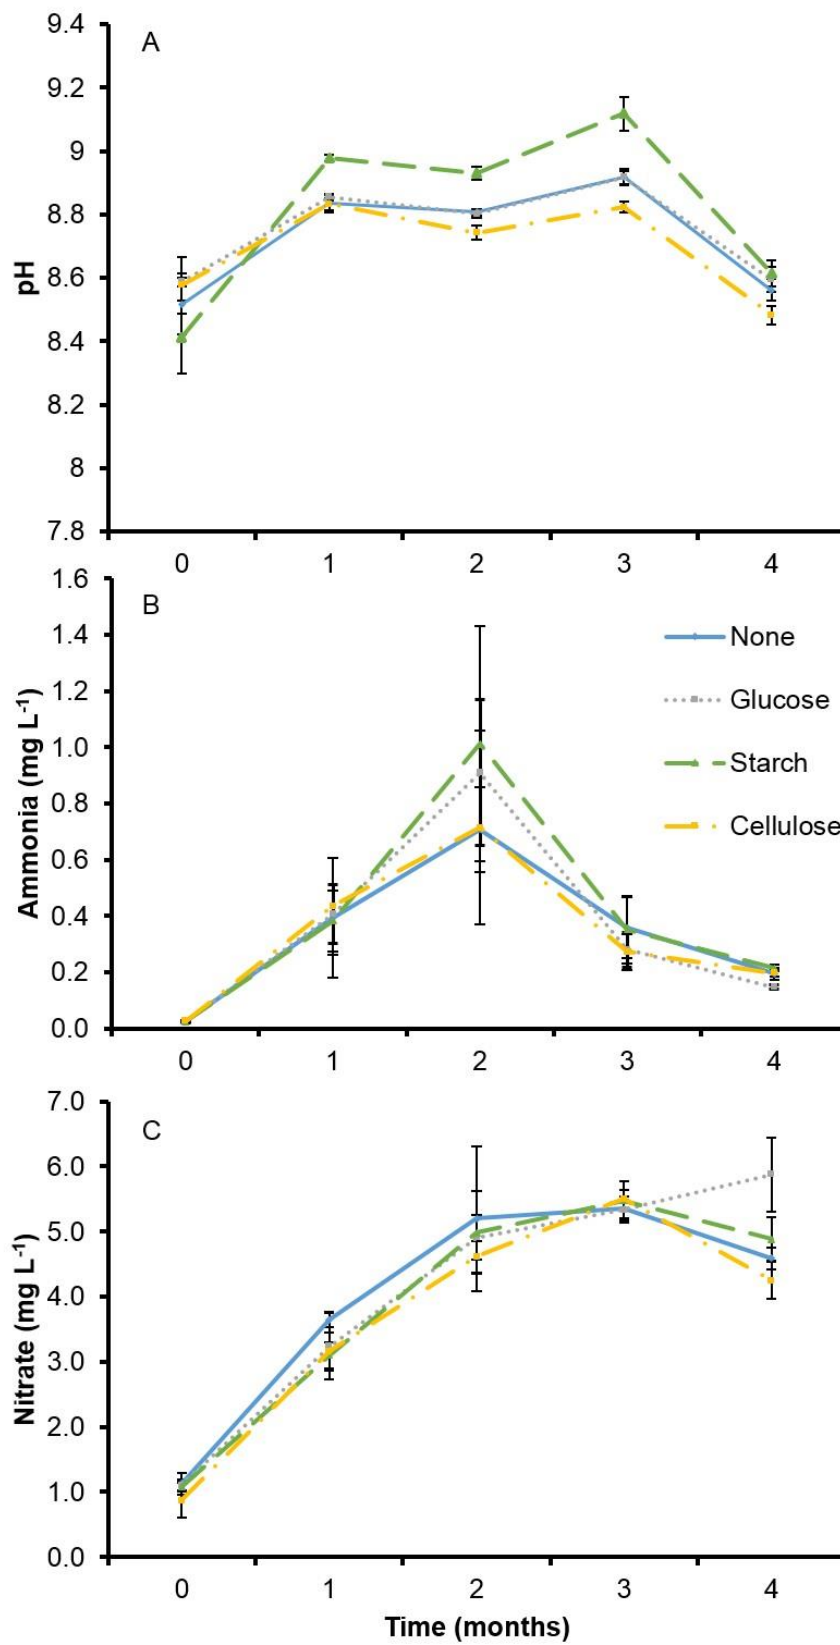 A
pH
9.4
9.2
9
8.8
8.6
8.4
8.2
8
7.8
0 1 2 3 4
B
Ammonia (mg L-1)
1.6
1.4
1.2
1.0
0.8
0.6
0.4
0.2
0.0
None
Glucose
Starch
Cellulose
0 1 2 3 4
C
Nitrate (mg L-1)
7.0
6.0
5.0
4.0
3.0
2.0
1.0
0.0
0 1 2 3 4
Time (months)